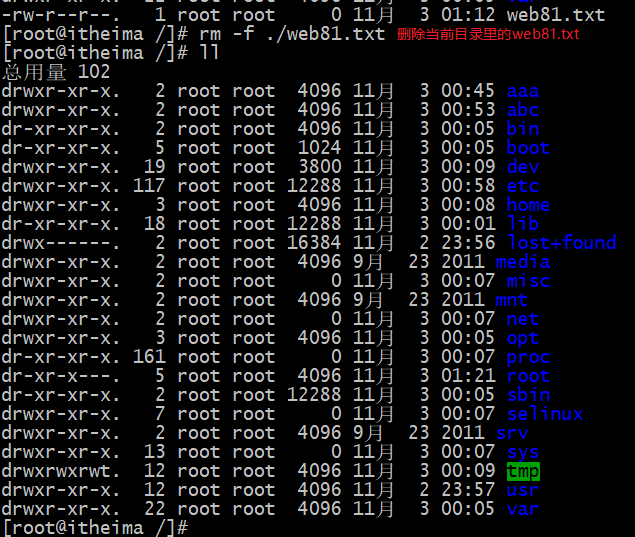 -rw-r--r--.   1 root root     0 11月  3 01:12 web81.txt
[root@itheima /]# rm -f ./web81.txt 删除当前目录里的web81.txt
[root@itheima /]# ll
总用量 102
drwxr-xr-x.   2 root root  4096 11月  3 00:45 aaa
drwxr-xr-x.   2 root root  4096 11月  3 00:53 abc
dr-xr-xr-x.   2 root root  4096 11月  3 00:05 bin
dr-xr-xr-x.   5 root root  1024 11月  3 00:05 boot
drwxr-xr-x.  19 root root  3800 11月  3 00:09 dev
drwxr-xr-x. 117 root root 12288 11月  3 00:58 etc
drwxr-xr-x.   3 root root  4096 11月  3 00:08 home
dr-xr-xr-x.  18 root root 12288 11月  3 00:01 lib
drwx------.   2 root root 16384 11月  2 23:56 lost+found
drwxr-xr-x.   2 root root  4096 9月  23 2011 media
drwxr-xr-x.   2 root root     0 11月  3 00:07 misc
drwxr-xr-x.   2 root root  4096 9月  23 2011 mnt
drwxr-xr-x.   2 root root     0 11月  3 00:07 net
drwxr-xr-x.   3 root root  4096 11月  3 00:05 opt
dr-xr-xr-x. 161 root root     0 11月  3 00:07 proc
dr-xr-x---.   5 root root  4096 11月  3 01:21 root
dr-xr-xr-x.   2 root root 12288 11月  3 00:05 sbin
drwxr-xr-x.   7 root root     0 11月  3 00:07 selinux
drwxr-xr-x.   2 root root  4096 9月  23 2011 srv
drwxr-xr-x.  13 root root     0 11月  3 00:07 sys
drwxrwxrwt.  12 root root  4096 11月  3 00:09 tmp
drwxr-xr-x.  12 root root  4096 11月  2 23:57 usr
drwxr-xr-x.  22 root root  4096 11月  3 00:05 var
[root@itheima /]#